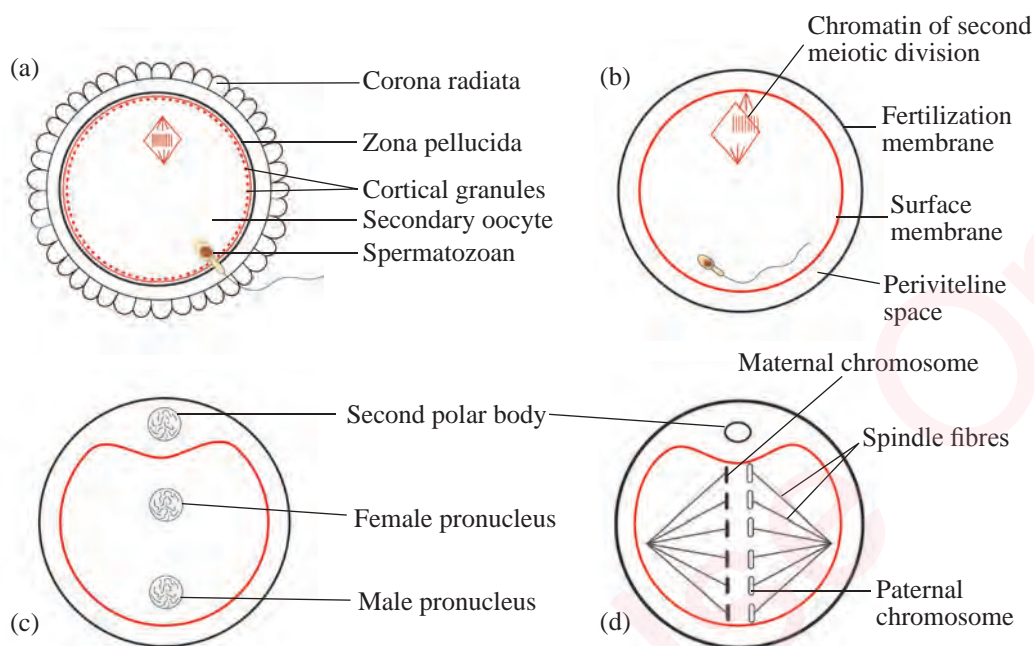 (a)
Corona radiata
Zona pellucida
Cortical granules
Secondary oocyte
Spermatozoan
(b)
Chromatin of second
meiotic division
Fertilization
membrane
Surface
membrane
Periviteline
space
(c)
Second polar body
Female pronucleus
Male pronucleus
(d)
Maternal chromosome
Spindle fibres
Paternal
chromosome